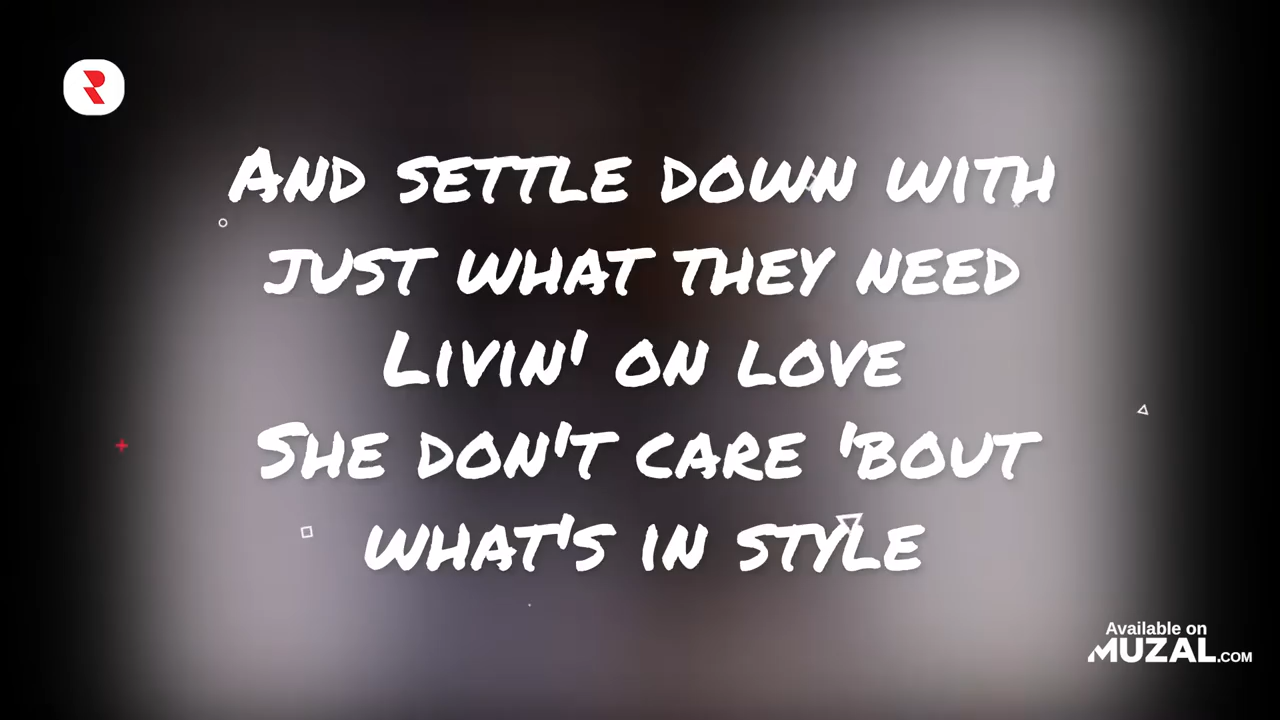 And settle down with
just what they need
Livin' on love
She don't care 'bout
what's in style
Available on
MUZAL.COM